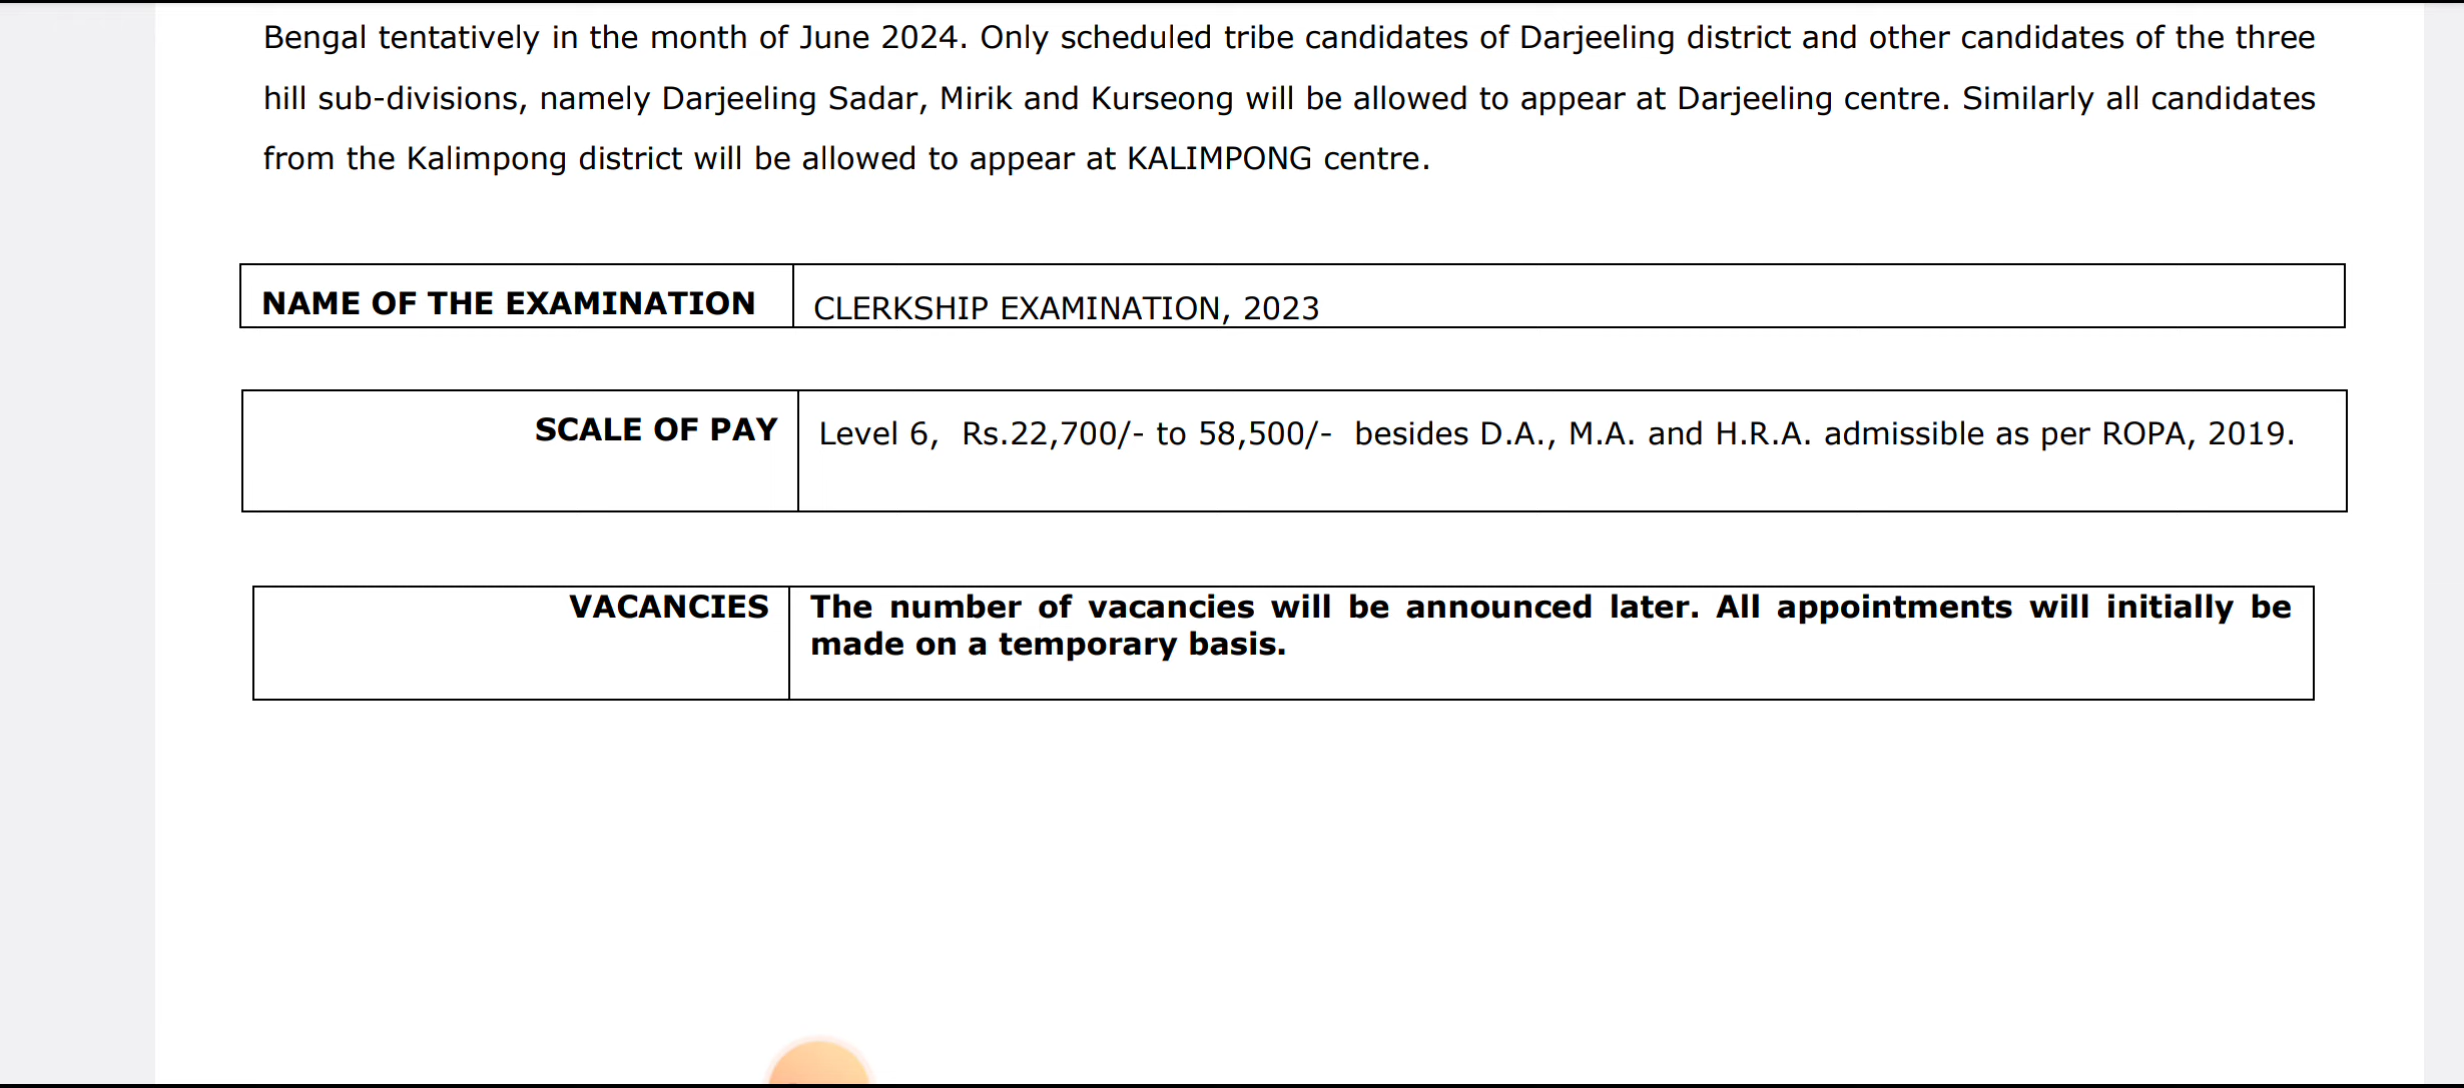 Bengal tentatively in the month of June 2024. Only scheduled tribe candidates of Darjeeling district and other candidates of the three
hill sub-divisions, namely Darjeeling Sadar, Mirik and Kurseong will be allowed to appear at Darjeeling centre. Similarly all candidates
from the Kalimpong district will be allowed to appear at KALIMPONG centre.
NAME OF THE EXAMINATION CLERKSHIP EXAMINATION, 2023
SCALE OF PAY Level 6, Rs.22,700/- to 58,500/- besides D.A., M.A. and H.R.A. admissible as per ROPA, 2019.
VACANCIES The number of vacancies will be announced later. All appointments will initially be
made on a temporary basis.